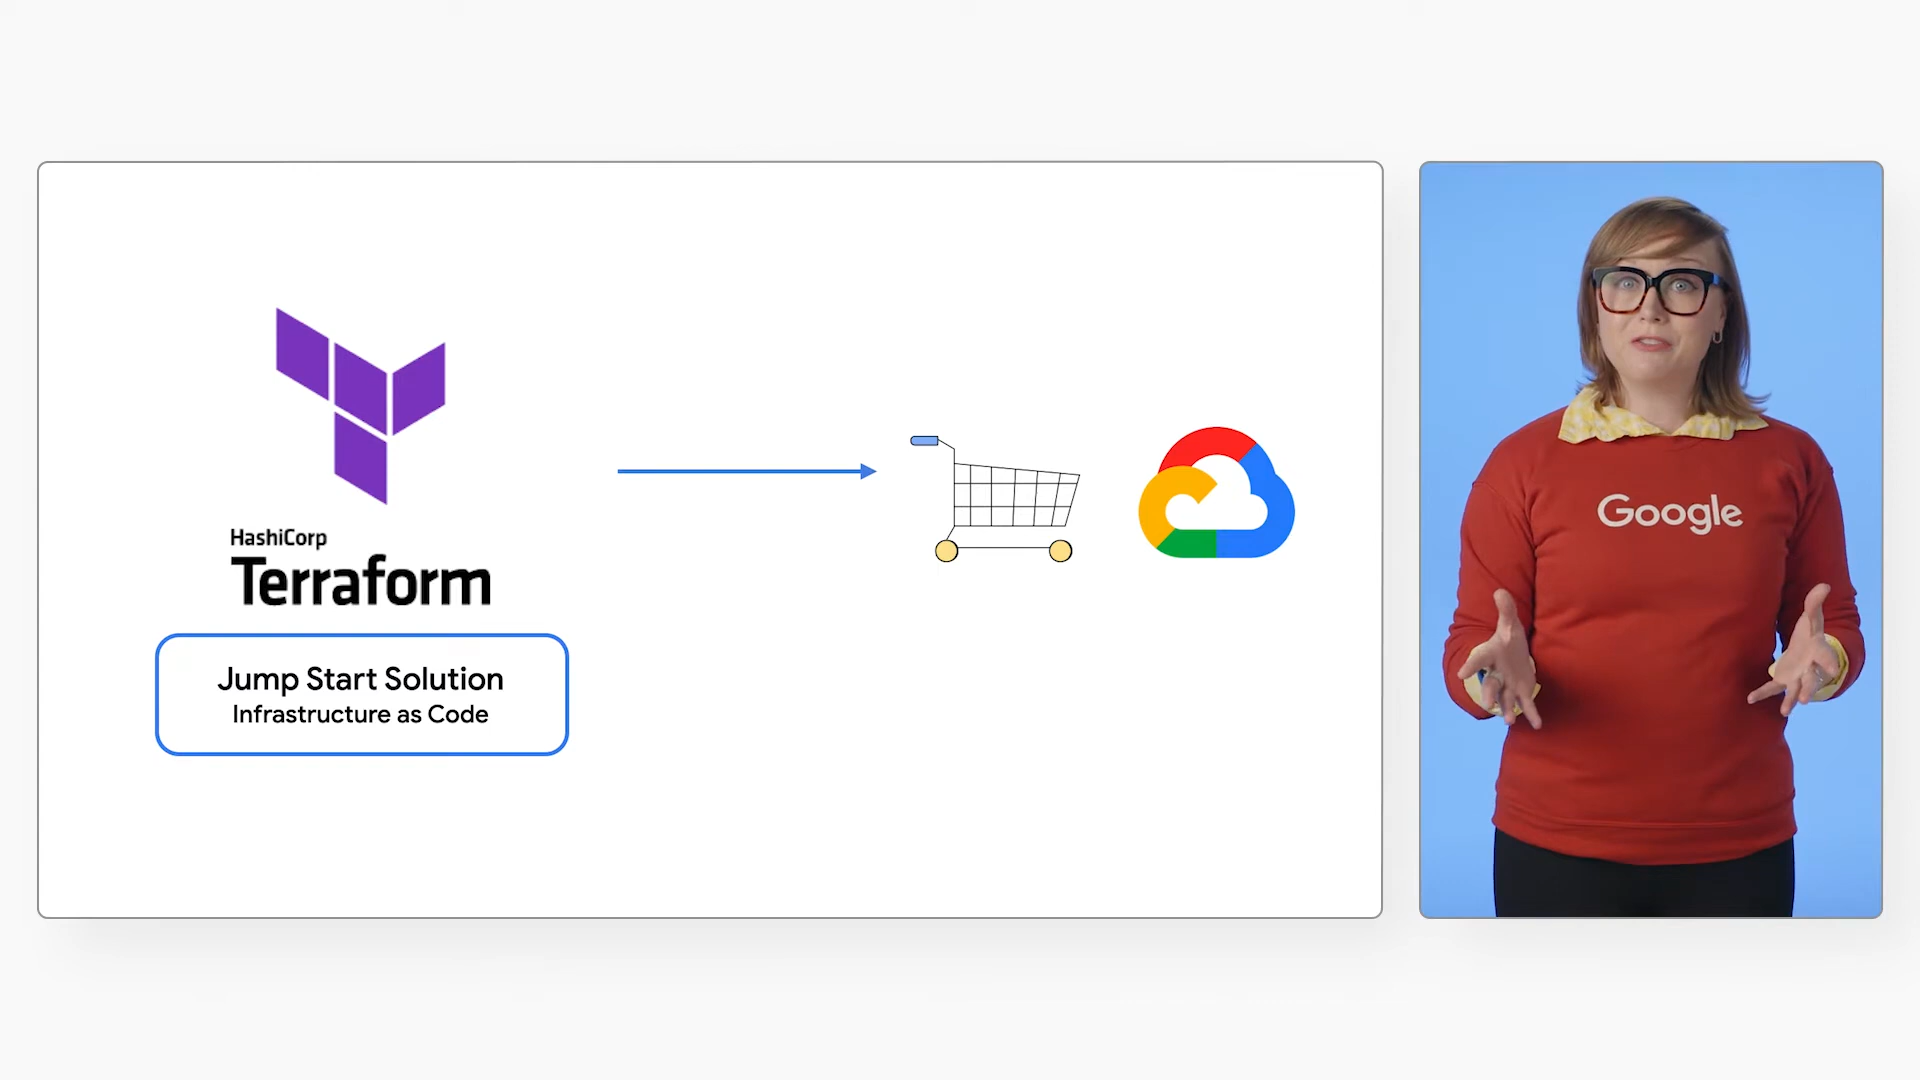 HashiCorp
Terraform
Jump Start Solution
Infrastructure as Code
Google